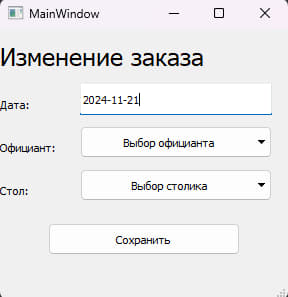 MainWindow
Изменение заказа
Дата: 2024-11-21
Официант: Выбор официанта
Стол: Выбор столика
Сохранить